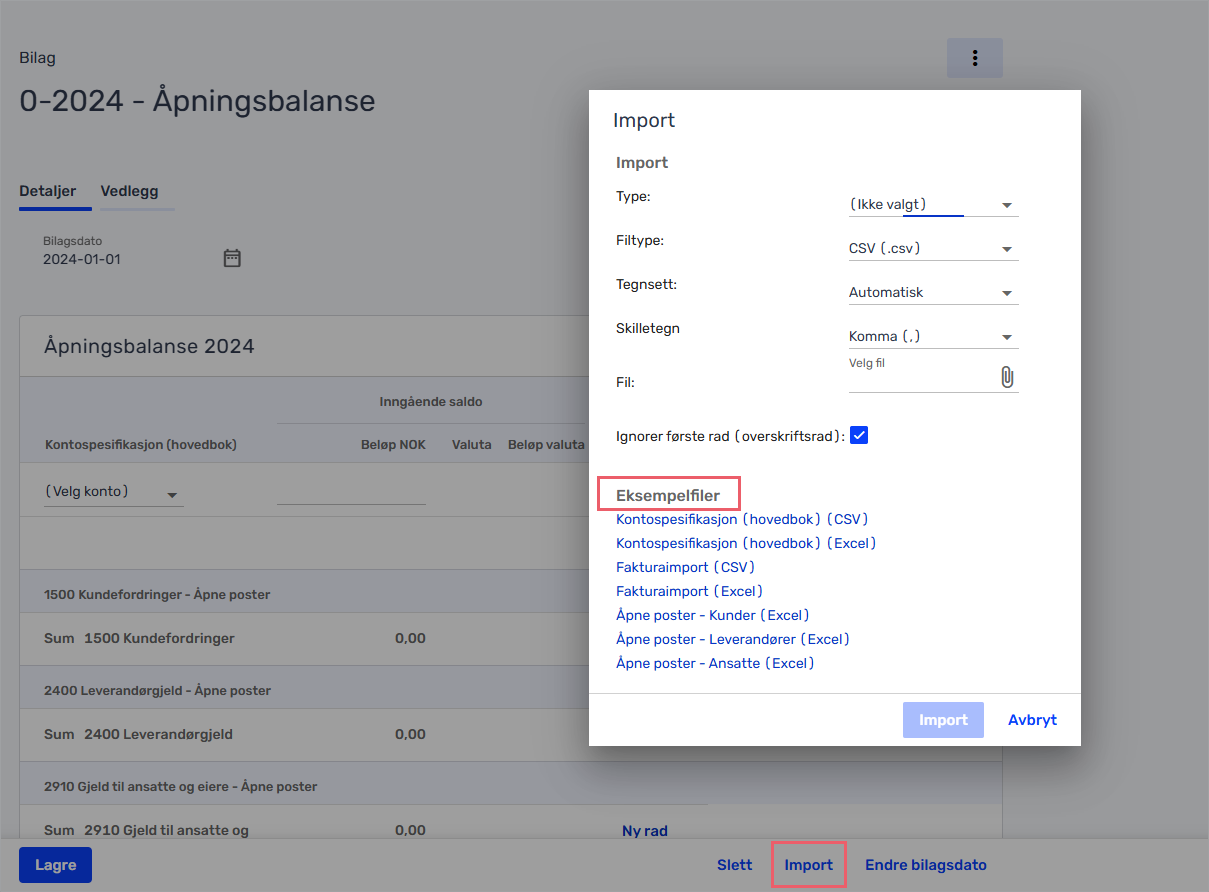 Bilag
0-2024 - Åpningsbalanse
Detaljer Vedlegg
Bilagsdato
2024-01-01
Åpningsbalanse 2024
Inngående saldo
Kontospesifikasjon (hovedbok) Beløp NOK Valuta Beløp valuta
(Velg konto)
1500 Kundefordringer - Åpne poster
Sum 1500 Kundefordringer 0,00
2400 Leverandørgjeld - Åpne poster
Sum 2400 Leverandørgjeld 0,00
2910 Gjeld til ansatte og eiere - Åpne poster
Sum 2910 Gjeld til ansatte og 0,00 Ny rad
Import
Import
Type: (Ikke valgt)
Filtype: CSV (.csv)
Tegnsett: Automatisk
Skilletegn Komma (,)
Velg fil
Fil:
Ignorer første rad (overskriftsrad):
Eksempelfiler
Kontospesifikasjon (hovedbok) (CSV)
Kontospesifikasjon (hovedbok) (Excel)
Fakturaimport (CSV)
Fakturaimport (Excel)
Åpne poster - Kunder (Excel)
Åpne poster - Leverandører (Excel)
Åpne poster - Ansatte (Excel)
Import Avbryt
Lagre Slett Import Endre bilagsdato